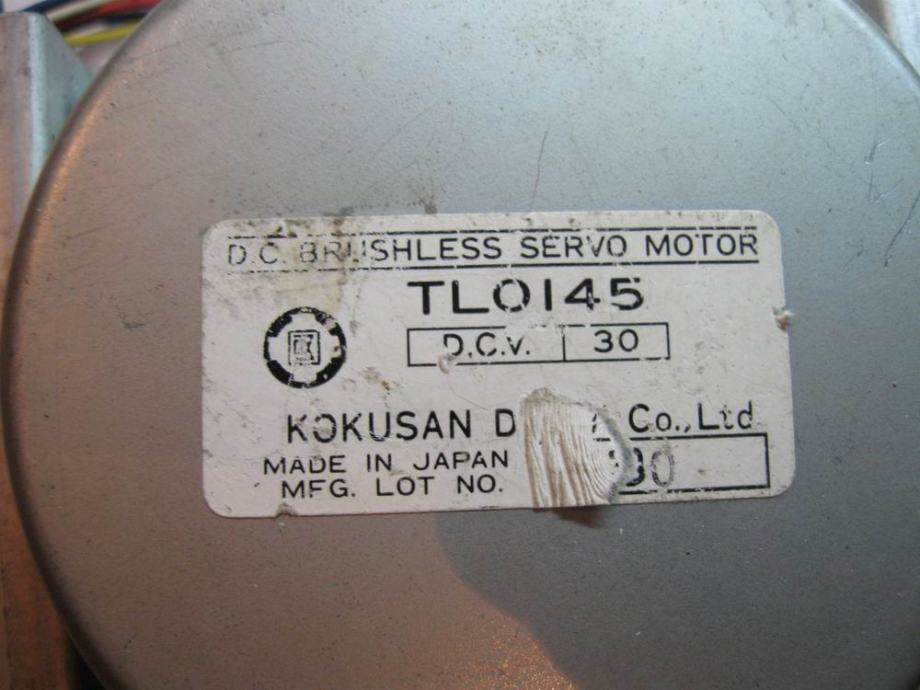 D.C. BRUSHLESS SERVO MOTOR
TL0145
D.C.V. 30
KOKUSAN Co.,Ltd
MADE IN JAPAN
MFG. LOT NO.